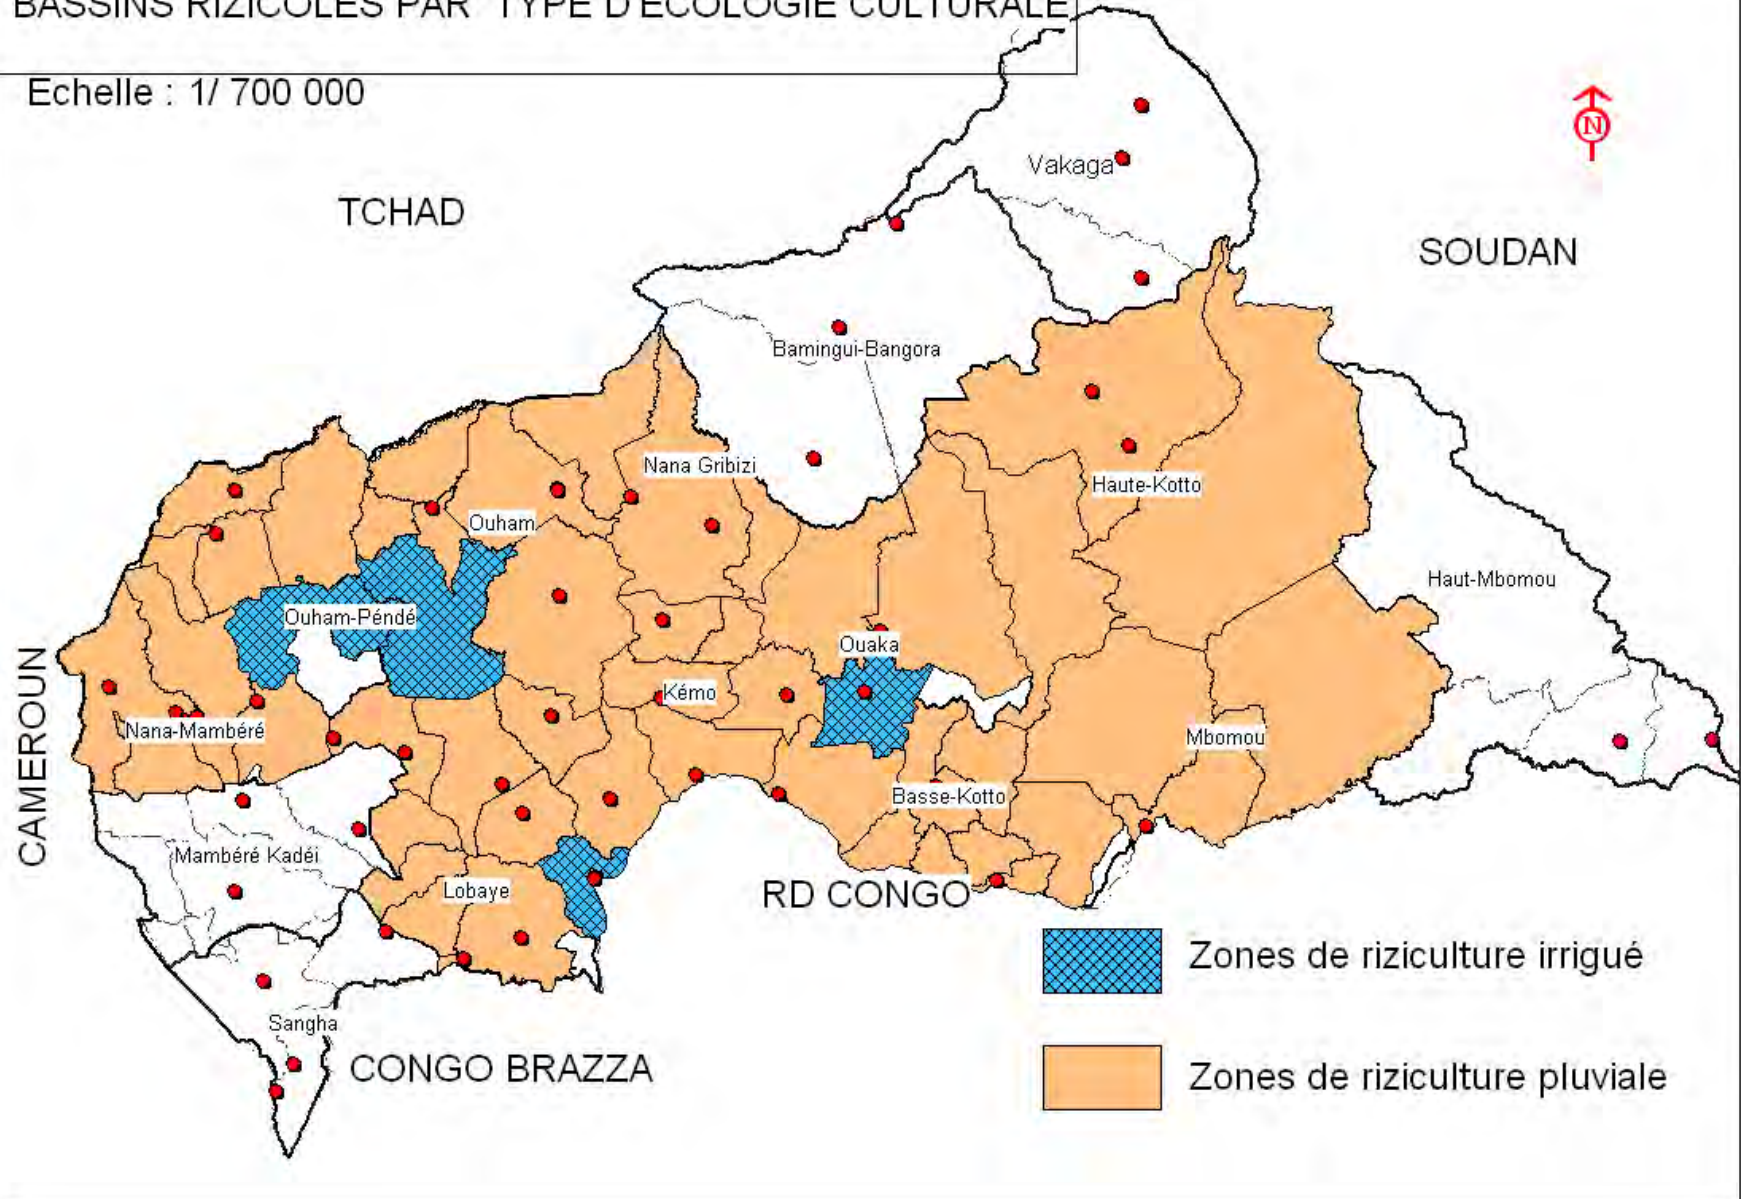 BASSINS RIZICOLES PAR TYPE D'ECOLOGIE CULTURALE
Echelle : 1/ 700 000
N
TCHAD
Vakaga
SOUDAN
Bamingui-Bangora
Nana Gribizi
Haute-Kotto
Ouham
Haut-Mbomou
Ouham-Péndé
Ouaka
CAMEROUN
Kémo
Nana-Mambéré
Mbomou
Basse-Kotto
Mambéré Kadéi
Lobaye
RD CONGO
Zones de riziculture irrigué
Sangha
CONGO BRAZZA
Zones de riziculture pluviale